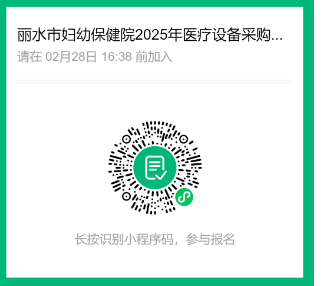 丽水市妇幼保健院2025年医疗设备采购...
请在 02月28日 16:38 前加入
长按识别小程序码，参与报名